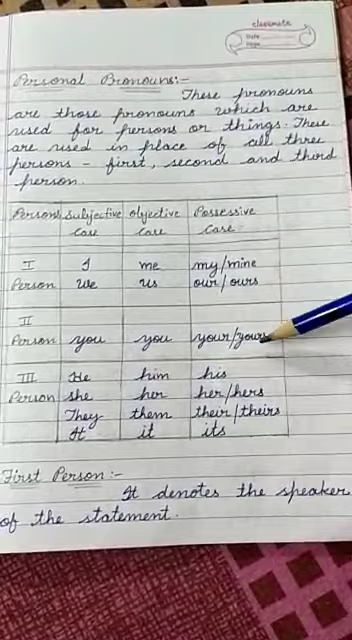 classmate
Date
Page
Personal Pronouns:-
These pronouns
are those pronouns which are
used for persons or things. These
are used in place of all three
persons - first, second and third
person.
Persons Subjective Objective Possessive
case case case
I I me my/mine
Person we us our/ours
II
Person you you your/yours
III He him his
Person she her her/hers
They them their/theirs
It it its
First Person:-
It denotes the speaker
of the statement.